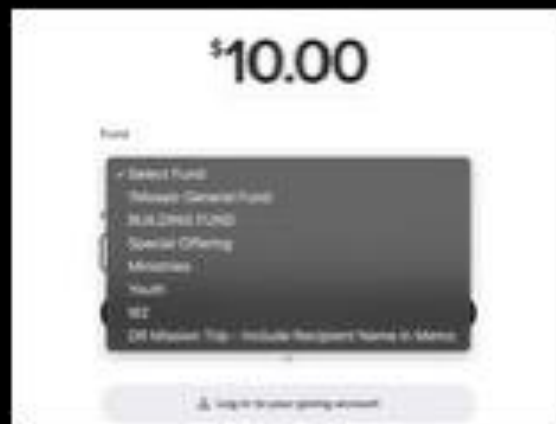 $10.00
Fund
✓ Select Fund
General Fund
BUILDING FUND
Special Offering
Ministries
Youth
DR Mission Trip - Include Recipient Name in Memo
Log in to your giving account